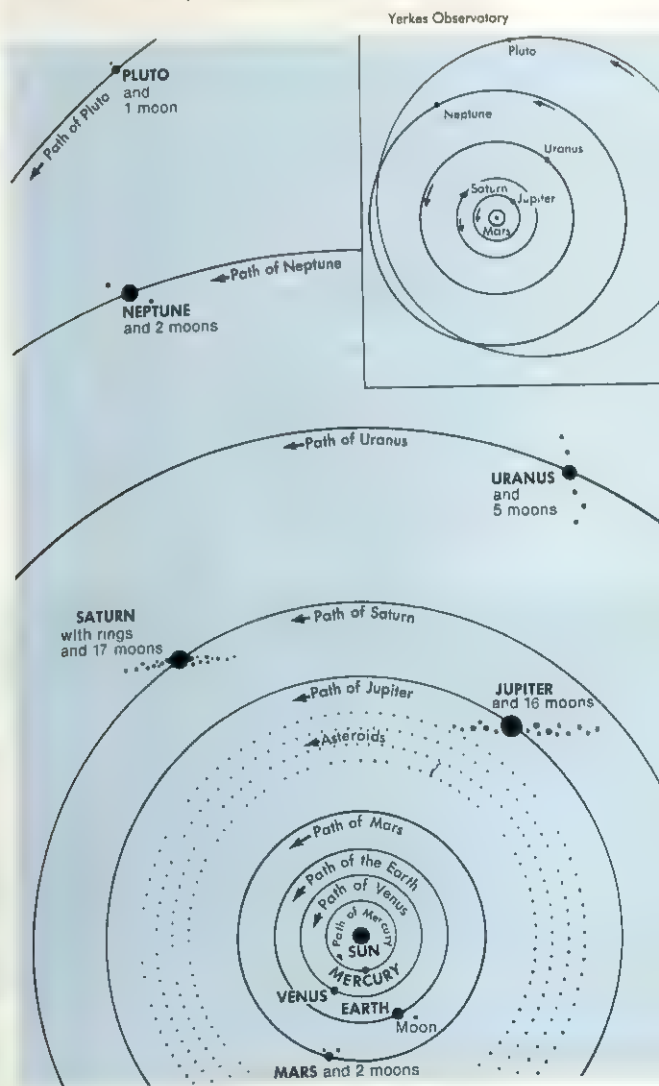 Yerkes Observatory
PLUTO
and
1 moon
Path of Pluto
Pluto
Neptune
Uranus
Saturn
Jupiter
Mars
Path of Neptune
NEPTUNE
and 2 moons
Path of Uranus
URANUS
and
5 moons
SATURN
with rings
and 17 moons
Path of Saturn
Path of Jupiter
JUPITER
and 16 moons
Asteroids
Path of Mars
Path of the Earth
Path of Venus
Path of Mercury
SUN
MERCURY
VENUS
EARTH
Moon
MARS and 2 moons